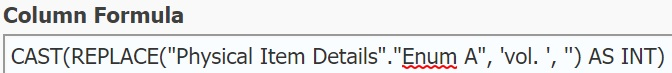 Column Formula
CAST(REPLACE("Physical Item Details"."Enum A", 'vol. ', '') AS INT)